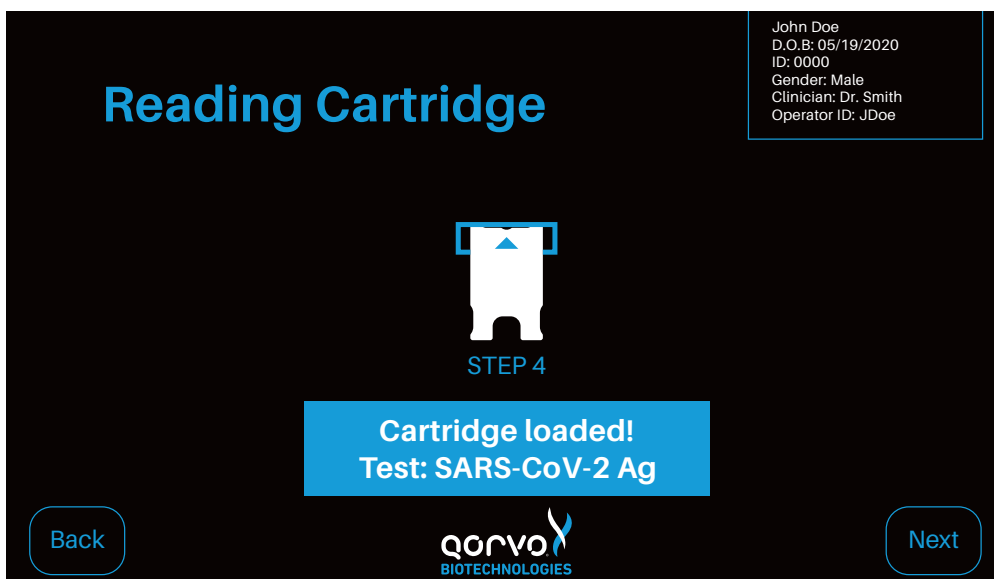 John Doe
D.O.B: 05/19/2020
ID: 0000
Gender: Male
Clinician: Dr. Smith
Operator ID: JDoe
Reading Cartridge
STEP 4
Cartridge loaded!
Test: SARS-CoV-2 Ag
Back
QORVO
BIOTECHNOLOGIES
Next